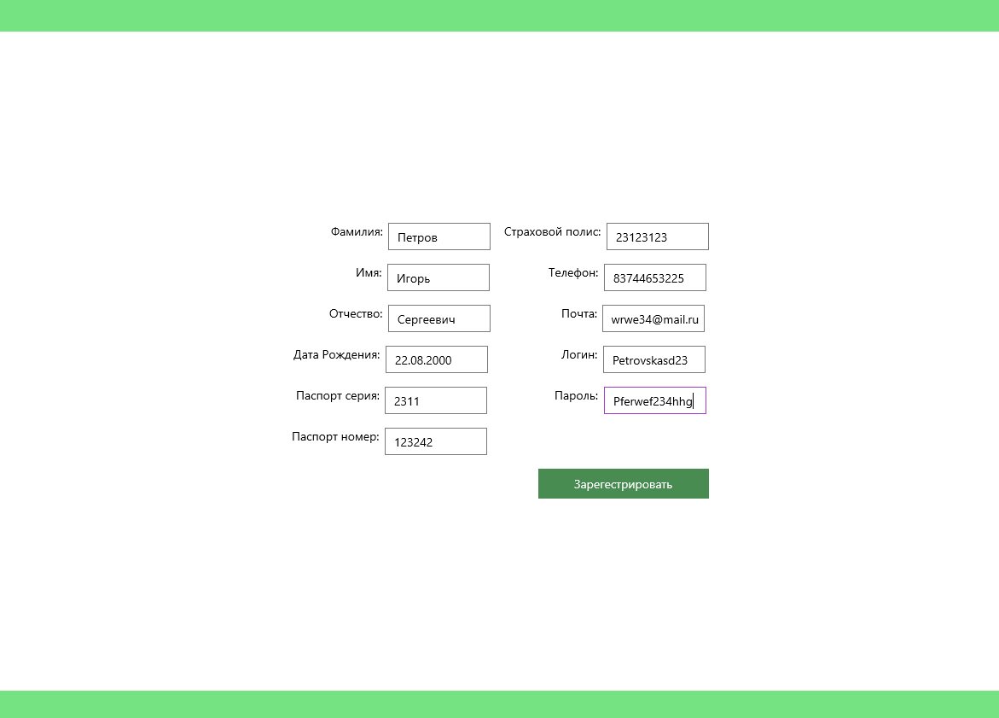 Фамилия: Петров
Имя: Игорь
Отчество: Сергеевич
Дата Рождения: 22.08.2000
Паспорт серия: 2311
Паспорт номер: 123242
Страховой полис: 23123123
Телефон: 83744653225
Почта: wrwe34@mail.ru
Логин: Petrovskasd23
Пароль: Pferwef234hhg
Зарегестрировать